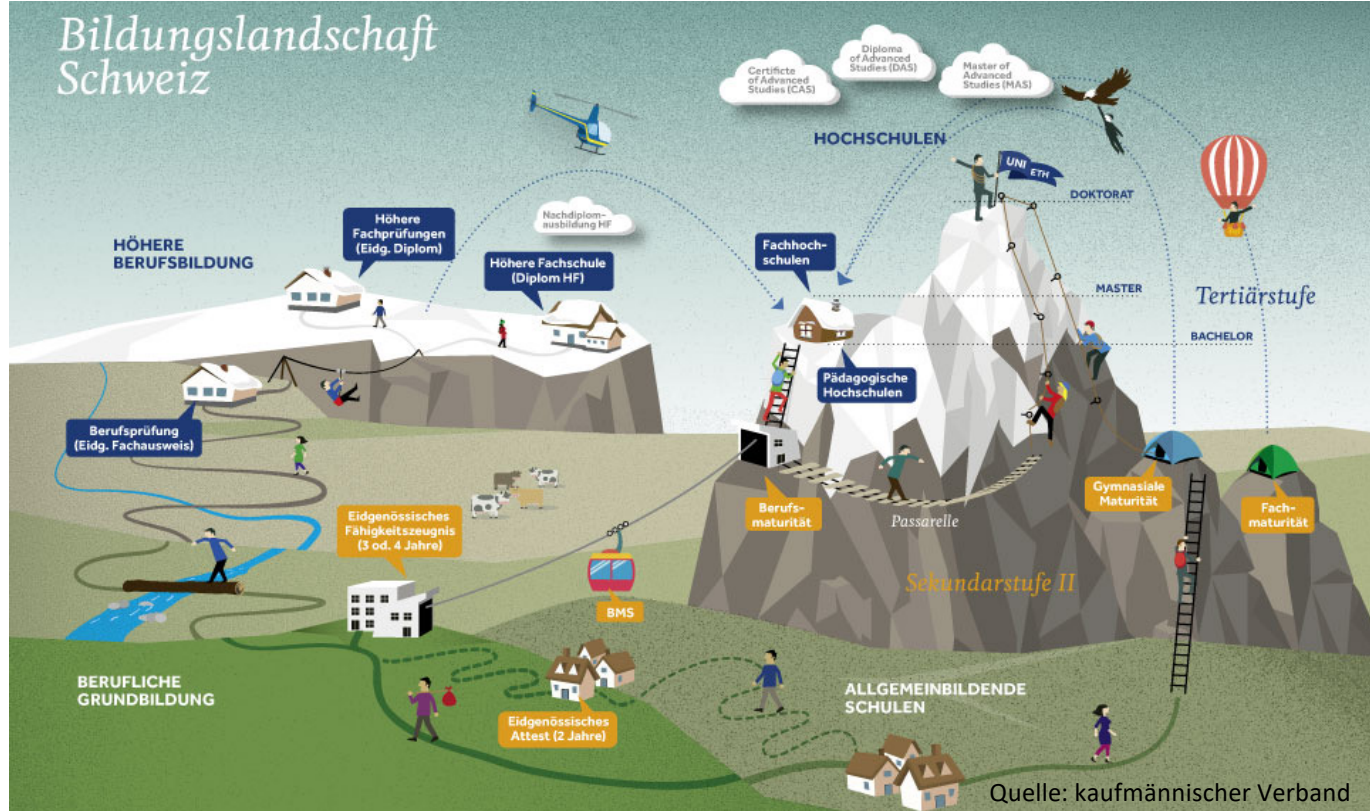 Bildungslandschaft
Schweiz
Certificte
of Advanced
Studies (CAS)
Diploma
of Advanced
Studies (DAS)
Master of
Advanced
Studies (MAS)
HOCHSCHULEN
UNI
ETH
DOKTORAT
Nachdiplom-
ausbildung HF
Höhere
Fachprüfungen
(Eidg. Diplom)
HÖHERE
BERUFSBILDUNG
Höhere Fachschule
(Diplom HF)
Fachhoch-
schulen
MASTER
Tertiärstufe
BACHELOR
Pädagogische
Hochschulen
Berufsprüfung
(Eidg. Fachausweis)
Eidgenössisches
Fähigkeitszeugnis
(3 od. 4 Jahre)
Berufs-
maturität
Passarelle
Gymnasiale
Maturität
Fach-
maturität
Sekundarstufe II
BMS
BERUFLICHE
GRUNDBILDUNG
Eidgenössisches
Attest (2 Jahre)
ALLGEMEINBILDENDE
SCHULEN
Quelle: kaufmännischer Verband